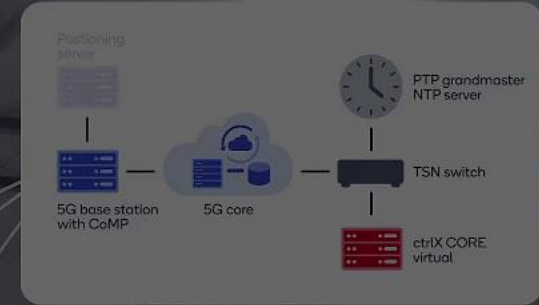 Positioning
server
PTP grandmaster
NTP server
5G base station
with CoMP
5G core
TSN switch
ctrlX CORE
virtual